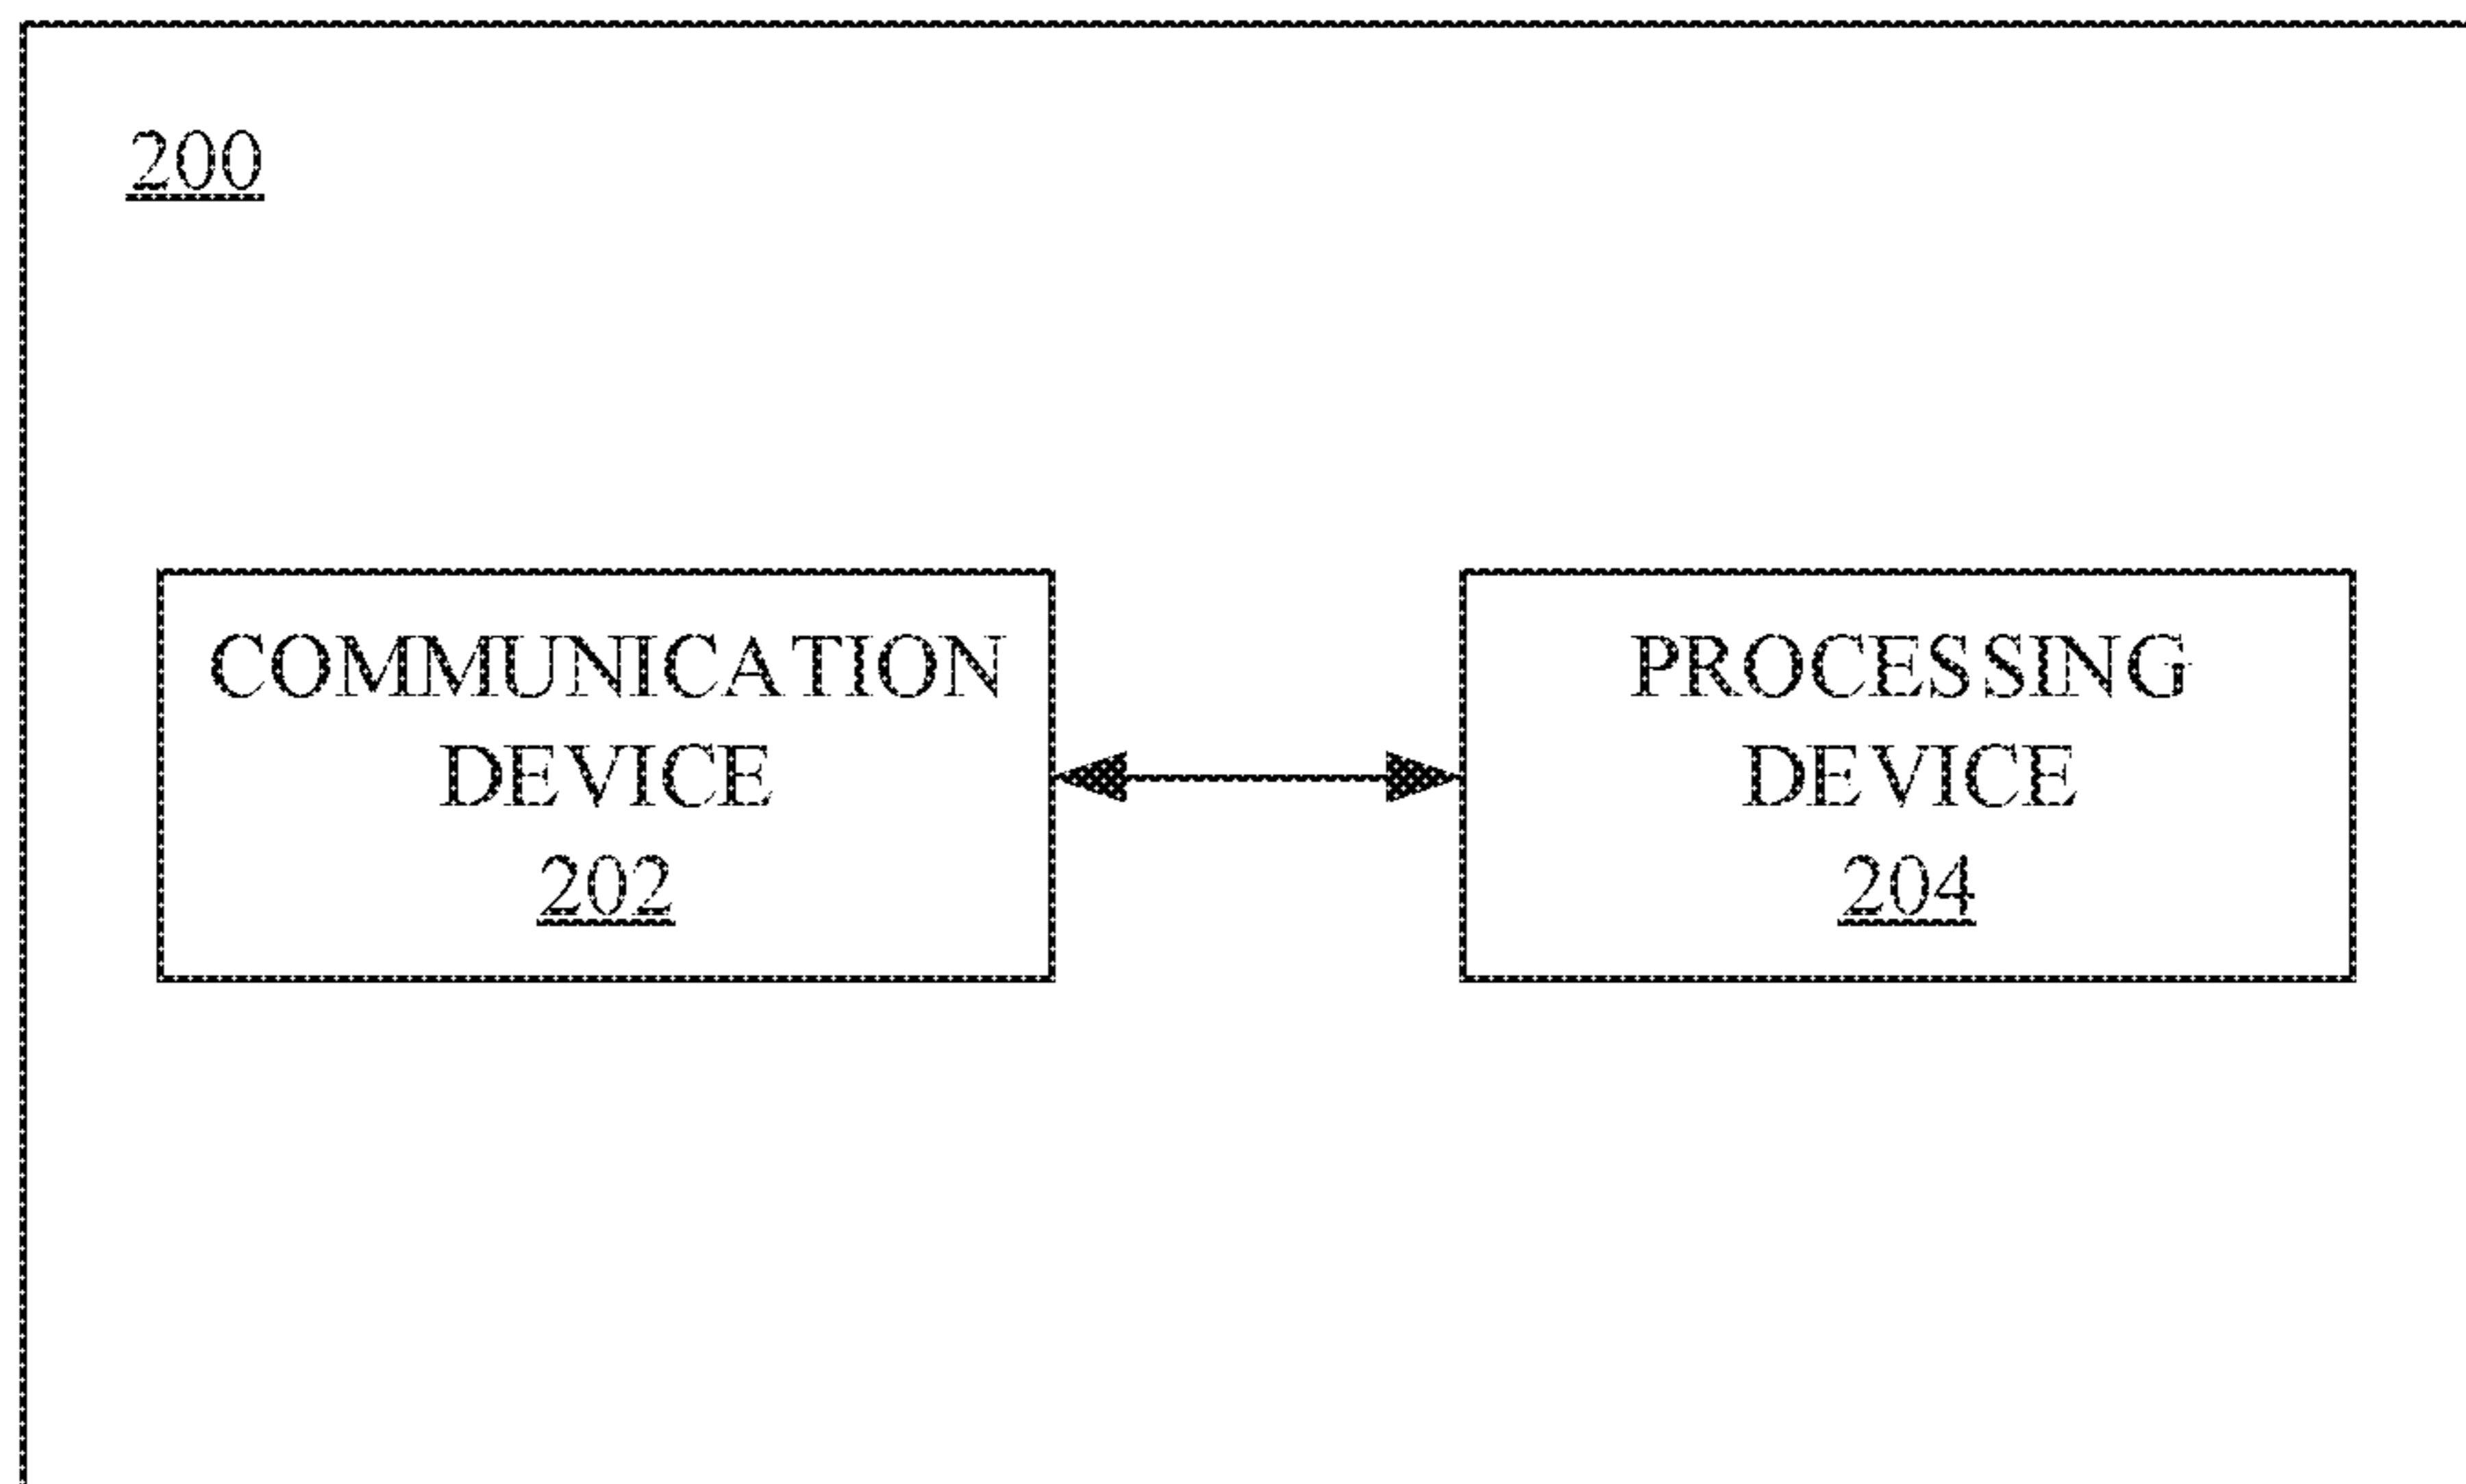 200
COMMUNICATION
DEVICE
202
PROCESSING
DEVICE
204